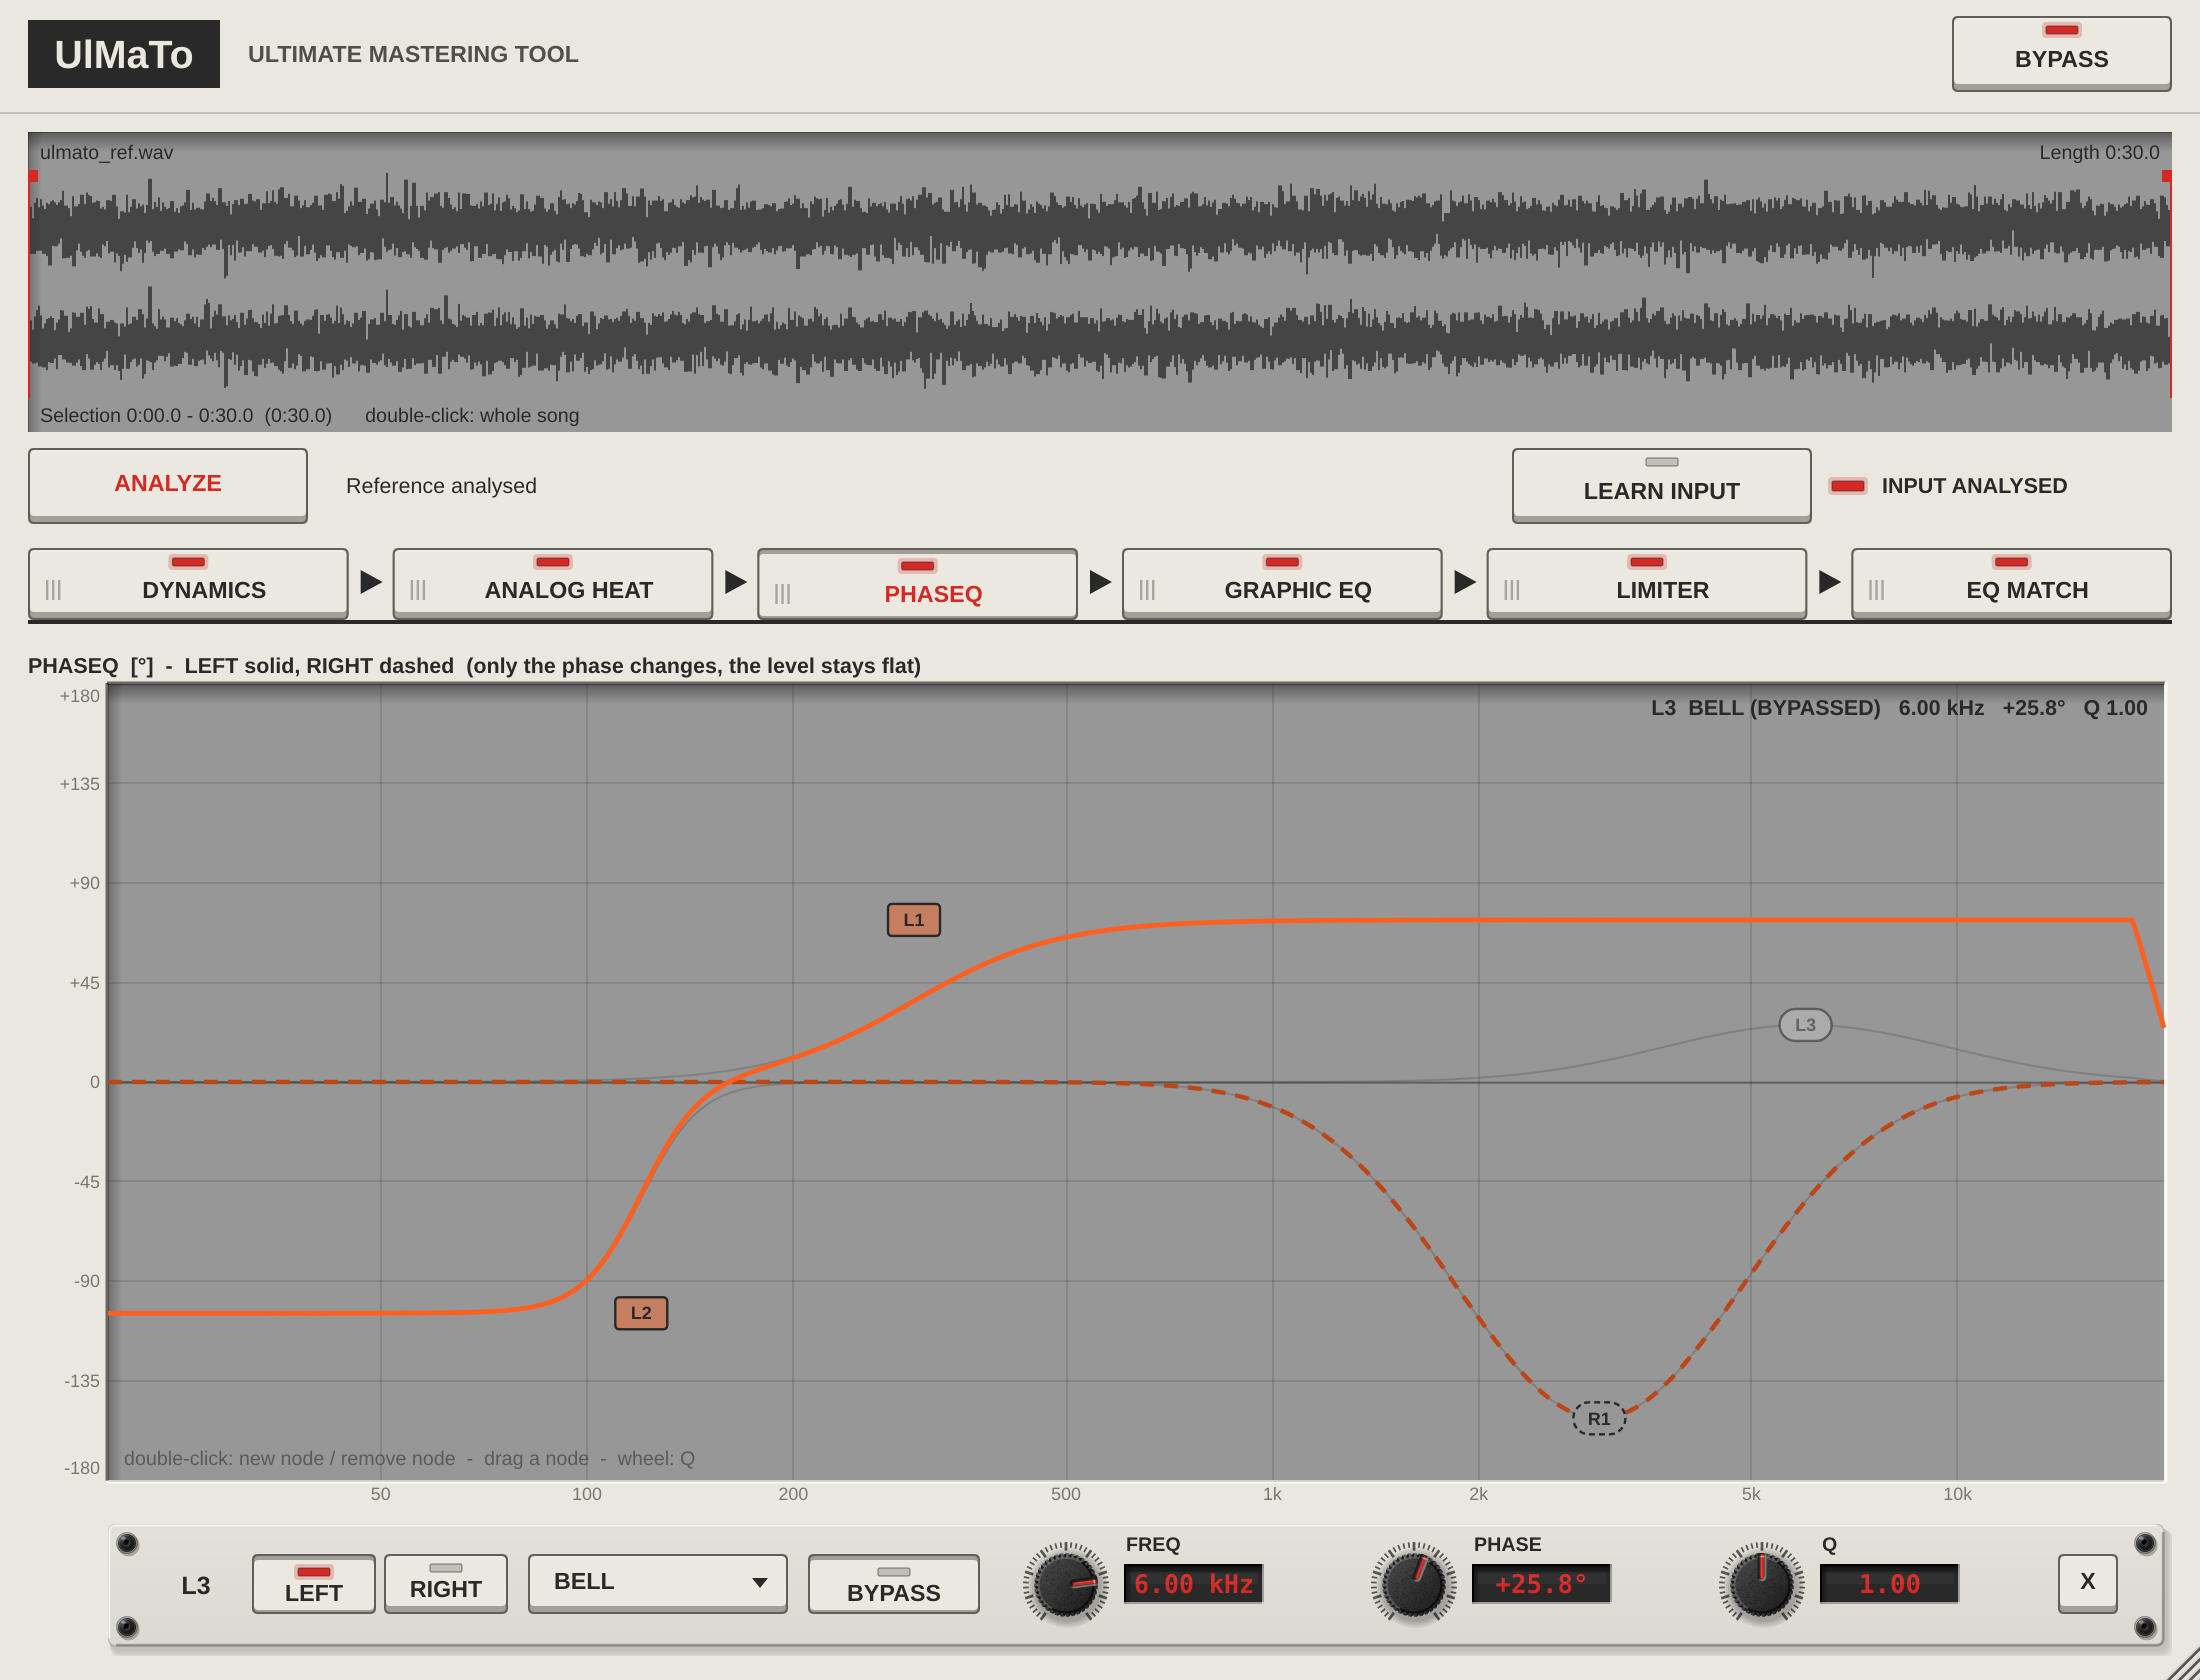 UlMaTo
ULTIMATE MASTERING TOOL
BYPASS
ulmato_ref.wav
Length 0:30.0
Selection 0:00.0 - 0:30.0 (0:30.0) double-click: whole song
ANALYZE
Reference analysed
LEARN INPUT
INPUT ANALYSED
DYNAMICS
ANALOG HEAT
PHASEQ
GRAPHIC EQ
LIMITER
EQ MATCH
PHASEQ [°] - LEFT solid, RIGHT dashed (only the phase changes, the level stays flat)
L3 BELL (BYPASSED) 6.00 kHz +25.8° Q 1.00
+180
+135
+90
+45
0
-45
-90
-135
-180
L1
L3
L2
R1
double-click: new node / remove node - drag a node - wheel: Q
50
100
200
500
1k
2k
5k
10k
L3
LEFT
RIGHT
BELL
BYPASS
FREQ
6.00 kHz
PHASE
+25.8°
Q
1.00
X